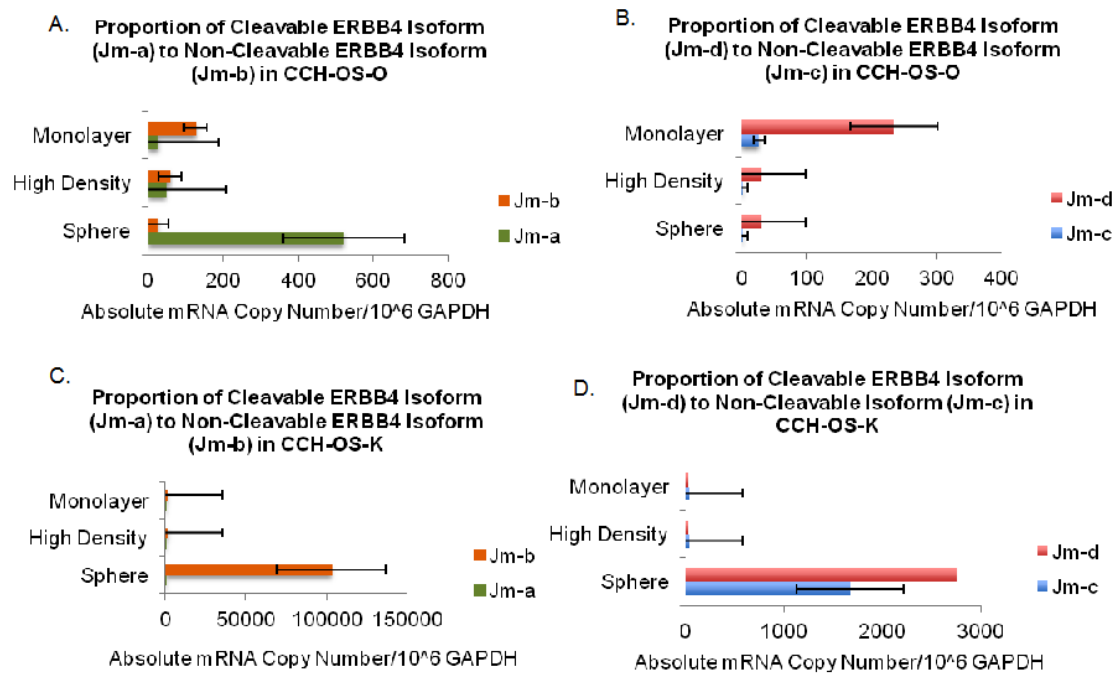 A.
Proportion of Cleavable ERBB4 Isoform
(Jm-a) to Non-Cleavable ERBB4 Isoform
(Jm-b) in CCH-OS-O
Monolayer
High Density
Sphere
Jm-b
Jm-a
0 200 400 600 800
Absolute mRNA Copy Number/10^6 GAPDH
B.
Proportion of Cleavable ERBB4 Isoform
(Jm-d) to Non-Cleavable ERBB4 Isoform
(Jm-c) in CCH-OS-O
Monolayer
High Density
Sphere
Jm-d
Jm-c
0 100 200 300 400
Absolute mRNA Copy Number/10^6 GAPDH
C.
Proportion of Cleavable ERBB4 Isoform
(Jm-a) to Non-Cleavable ERBB4 Isoform
(Jm-b) in CCH-OS-K
Monolayer
High Density
Sphere
Jm-b
Jm-a
0 50000 100000 150000
Absolute mRNA Copy Number/10^6 GAPDH
D.
Proportion of Cleavable ERBB4 Isoform
(Jm-d) to Non-Cleavable Isoform (Jm-c) in
CCH-OS-K
Monolayer
High Density
Sphere
Jm-d
Jm-c
0 1000 2000 3000
Absolute mRNA Copy Number/10^6 GAPDH